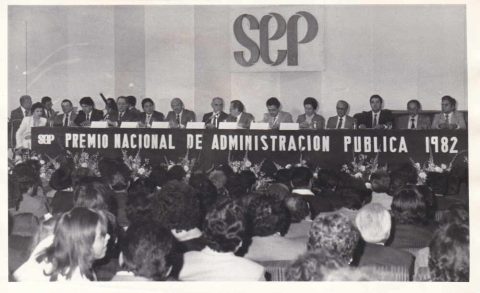 SEP
SEP PREMIO NACIONAL DE ADMINISTRACION PUBLICA 1982